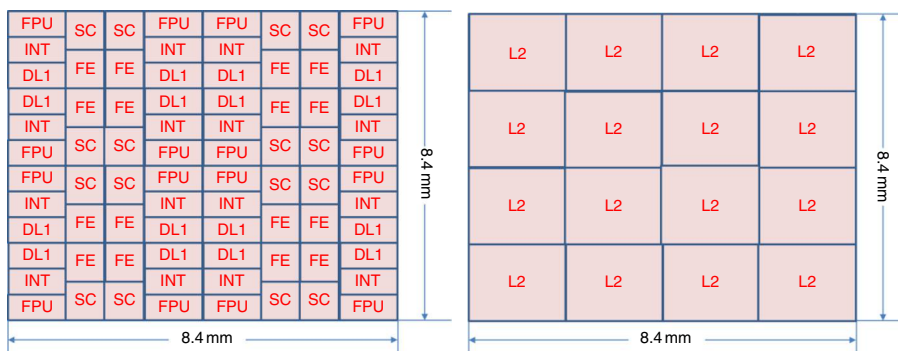 FPU SC SC FPU FPU SC SC FPU
INT INT INT INT
DL1 FE FE DL1 DL1 FE FE DL1
DL1 FE FE DL1 DL1 FE FE DL1
INT INT INT INT
FPU SC SC FPU FPU SC SC FPU
FPU SC SC FPU FPU SC SC FPU
INT INT INT INT
DL1 FE FE DL1 DL1 FE FE DL1
DL1 FE FE DL1 DL1 FE FE DL1
INT INT INT INT
FPU SC SC FPU FPU SC SC FPU
8.4 mm
8.4 mm
L2 L2 L2 L2
L2 L2 L2 L2
L2 L2 L2 L2
L2 L2 L2 L2
8.4 mm
8.4 mm